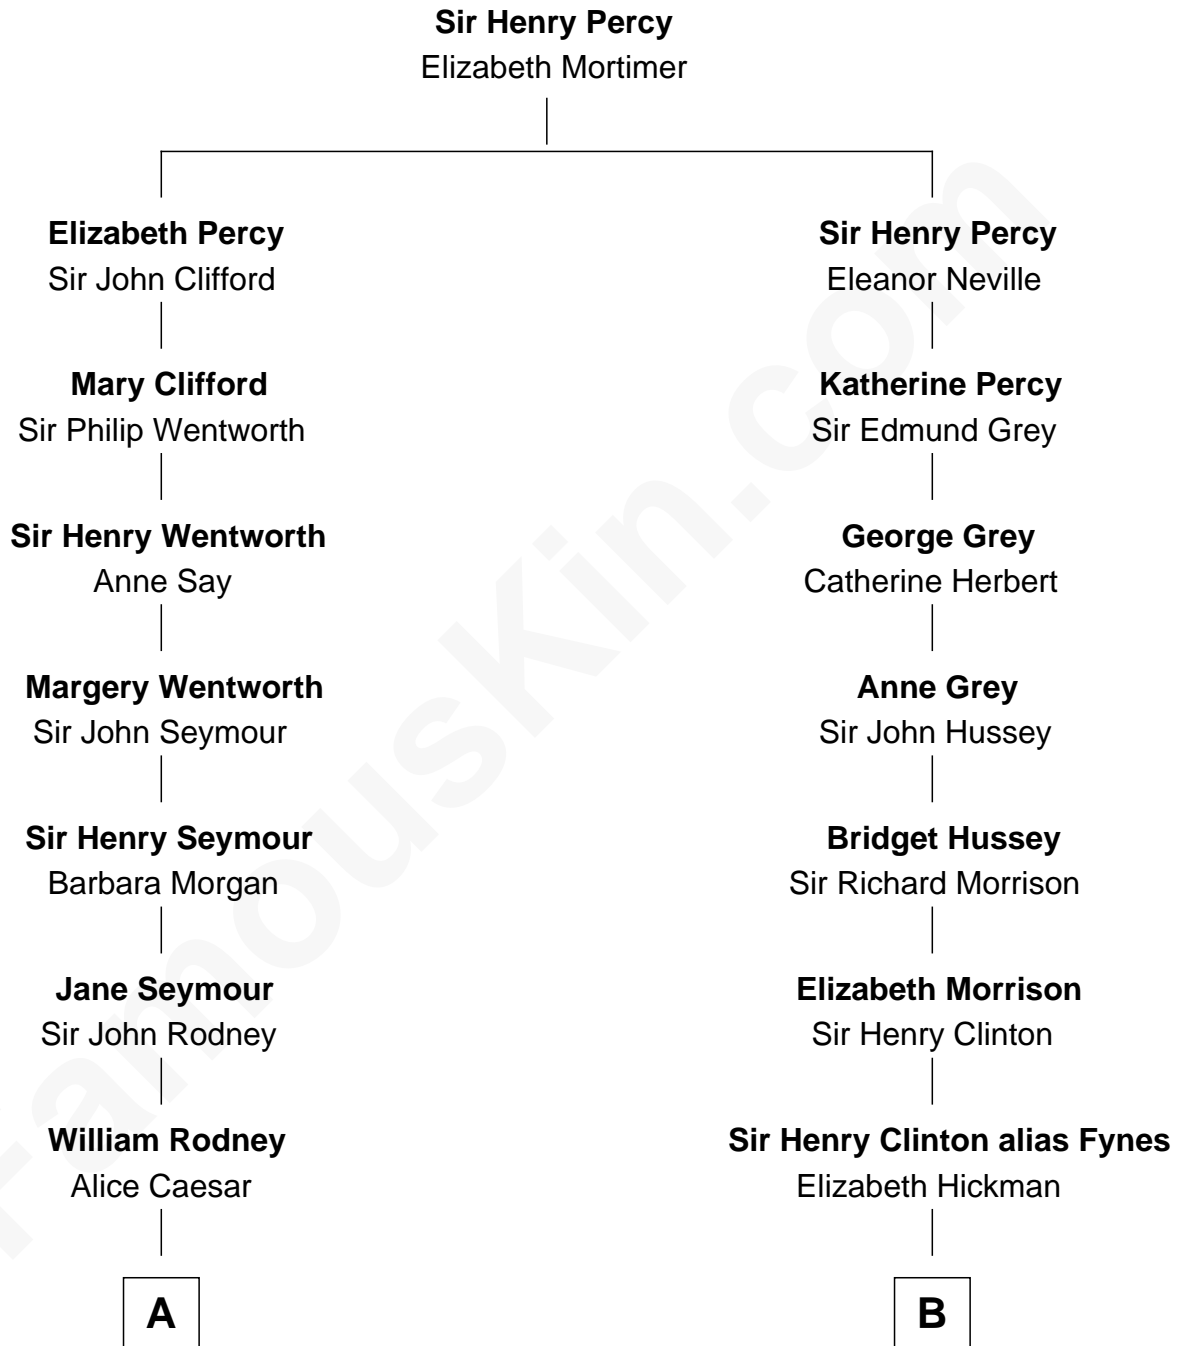 Sir Henry Percy
Elizabeth Mortimer
Elizabeth Percy
Sir John Clifford
Sir Henry Percy
Eleanor Neville
Mary Clifford
Sir Philip Wentworth
Katherine Percy
Sir Edmund Grey
Sir Henry Wentworth
Anne Say
George Grey
Catherine Herbert
Margery Wentworth
Sir John Seymour
Anne Grey
Sir John Hussey
Sir Henry Seymour
Barbara Morgan
Bridget Hussey
Sir Richard Morrison
Jane Seymour
Sir John Rodney
Elizabeth Morrison
Sir Henry Clinton
William Rodney
Alice Caesar
Sir Henry Clinton alias Fynes
Elizabeth Hickman
A
B
FamousKin.com